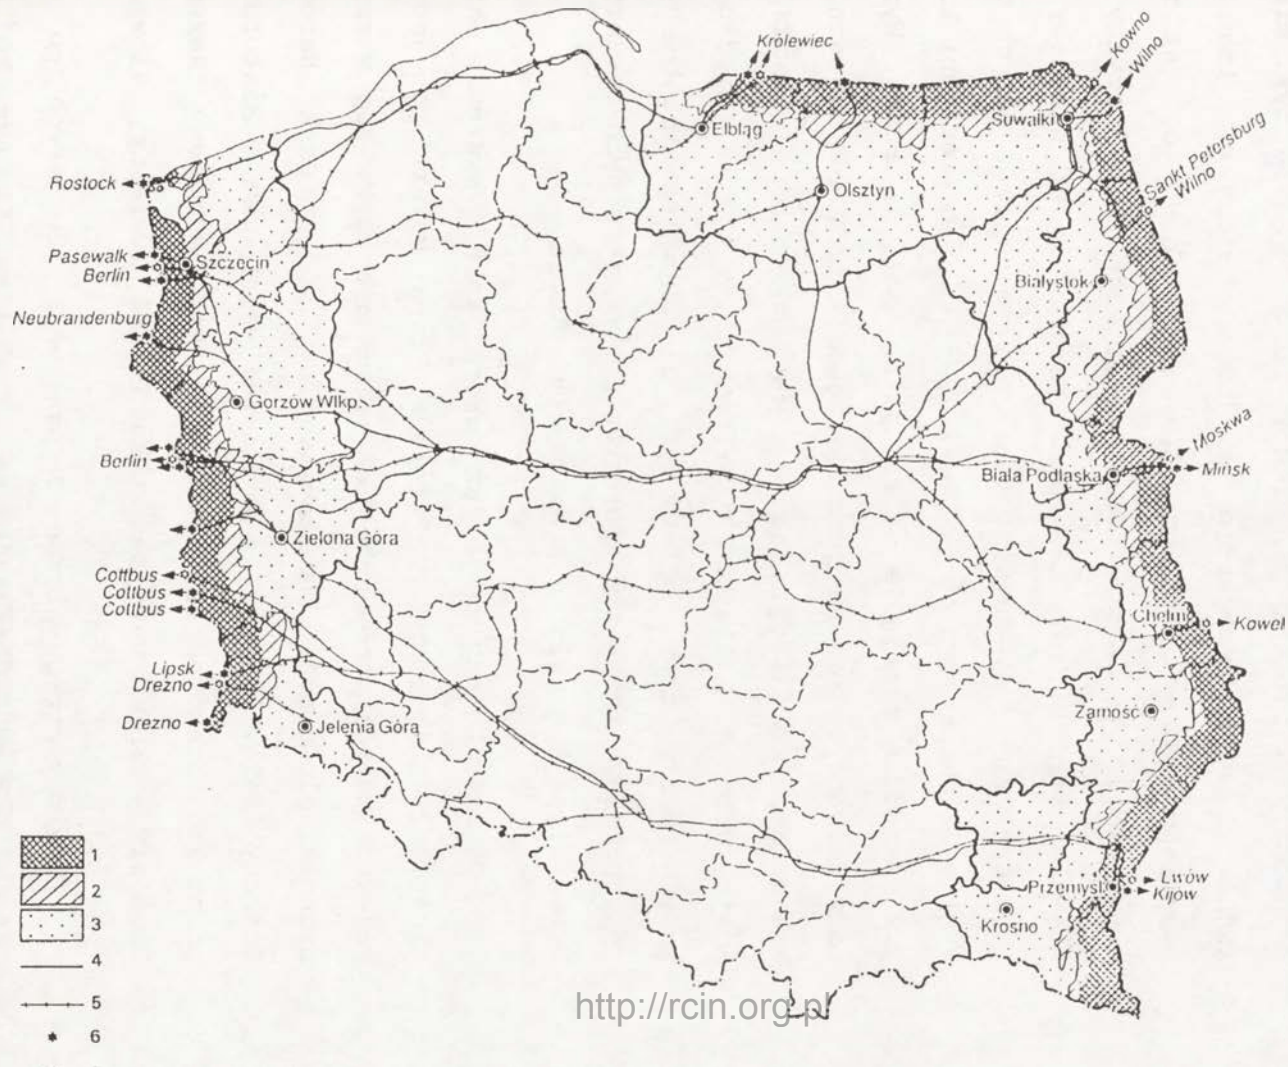 Królewiec
Kowno
Wilno
Elbląg
Suwałki
Sankt Petersburg
Wilno
Rostock
Olsztyn
Pasewalk
Szczecin
Berlin
Białystok
Neubrandenburg
Gorzów Wlkp.
Moskwa
Berlin
Biała Podlaska
Mińsk
Zielona Góra
Cottbus
Cottbus
Cottbus
Chełm
Kowel
Lipsk
Drezno
Zamość
Drezno
Jelenia Góra
1
2
Przemyśl
Lwów
Kijów
3
Krosno
4
5
http://rcin.org.pl
6